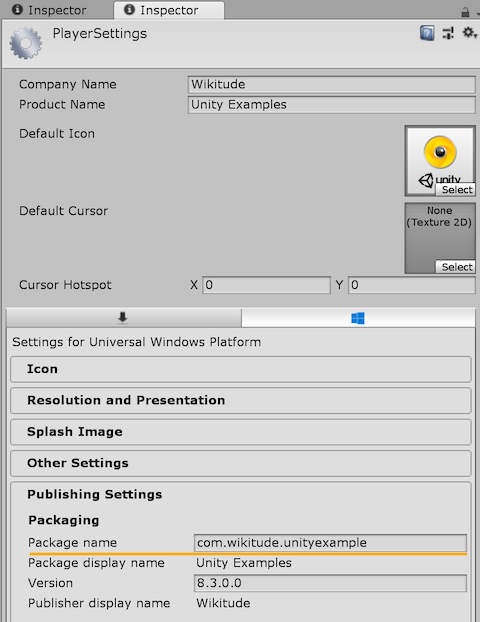 Inspector Inspector
PlayerSettings
Company Name Wikitude
Product Name Unity Examples
Default Icon
unity
Select
Default Cursor None
(Texture 2D)
Select
Cursor Hotspot X 0 Y 0
Settings for Universal Windows Platform
Icon
Resolution and Presentation
Splash Image
Other Settings
Publishing Settings
Packaging
Package name com.wikitude.unityexample
Package display name Unity Examples
Version 8.3.0.0
Publisher display name Wikitude